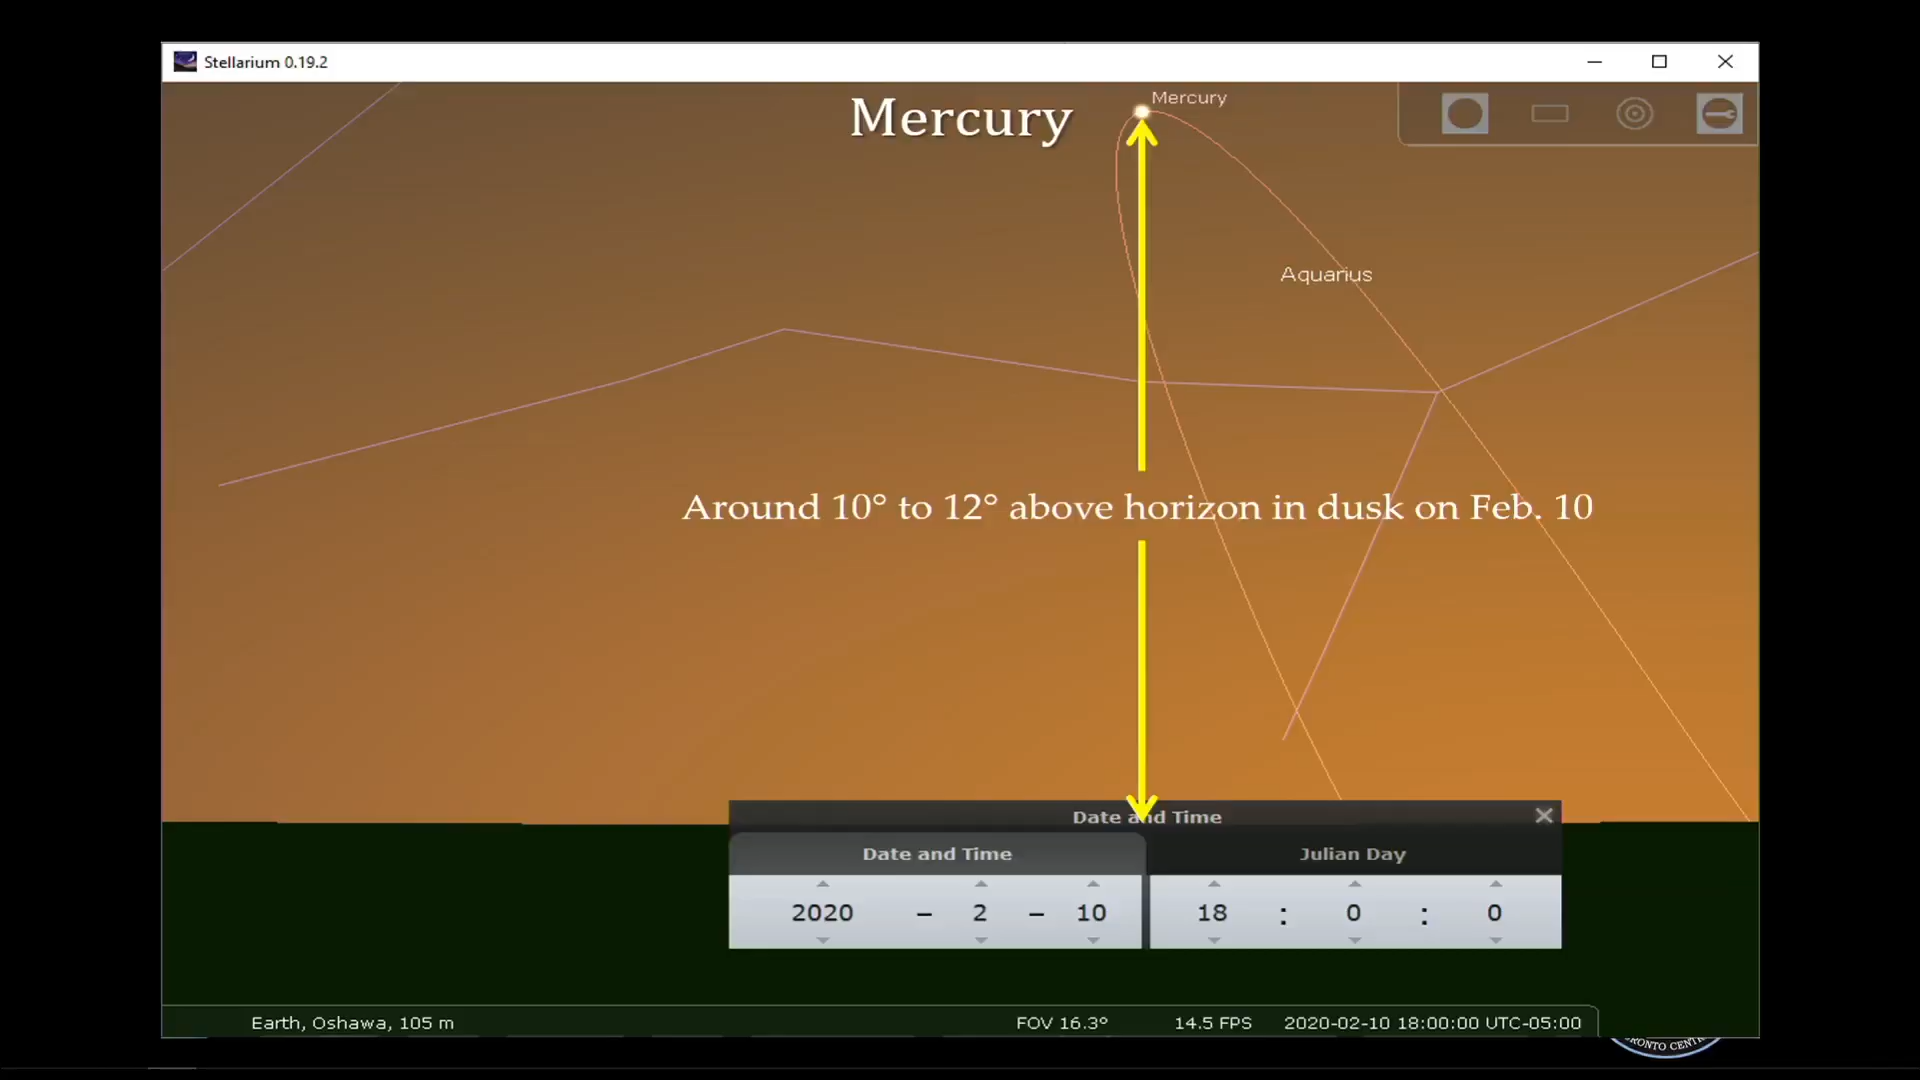 Stellarium 0.19.2
Mercury
Mercury
Aquarius
Around 10° to 12° above horizon in dusk on Feb. 10
Date and Time
Date and Time
Julian Day
2020 - 2 - 10
18 : 0 : 0
Earth, Oshawa, 105 m
FOV 16.3°
14.5 FPS
2020-02-10 18:00:00 UTC-05:00